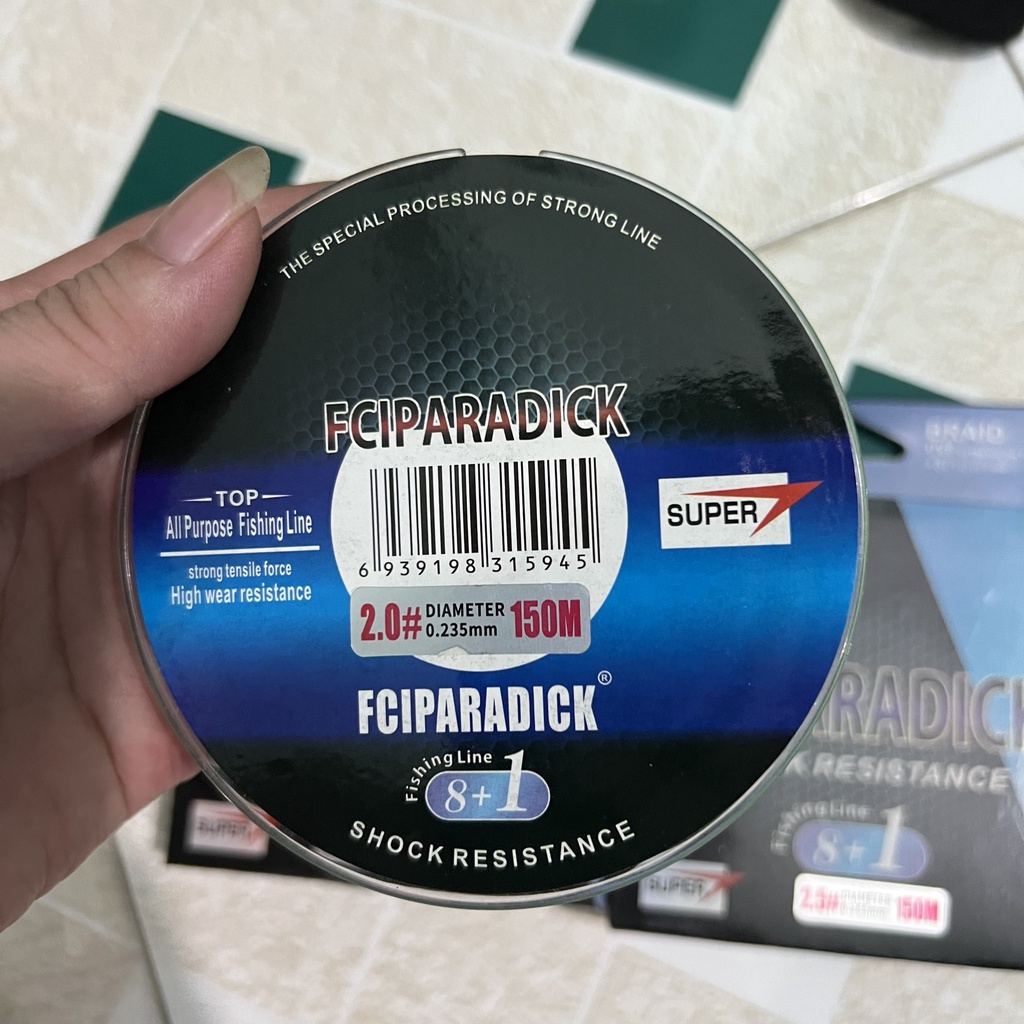 THE SPECIAL PROCESSING OF STRONG LINE
FCIPARADICK
TOP
All Purpose Fishing Line
strong tensile force
High wear resistance
6 939198 315945
SUPER
2.0# DIAMETER 0.235mm 150M
FCIPARADICK®
Fishing Line
8+1
SHOCK RESISTANCE
BRAID
RADICK
K RESISTANCE
Fishing Line
8+1
SUPER
DIAMETER
150M
SUPER